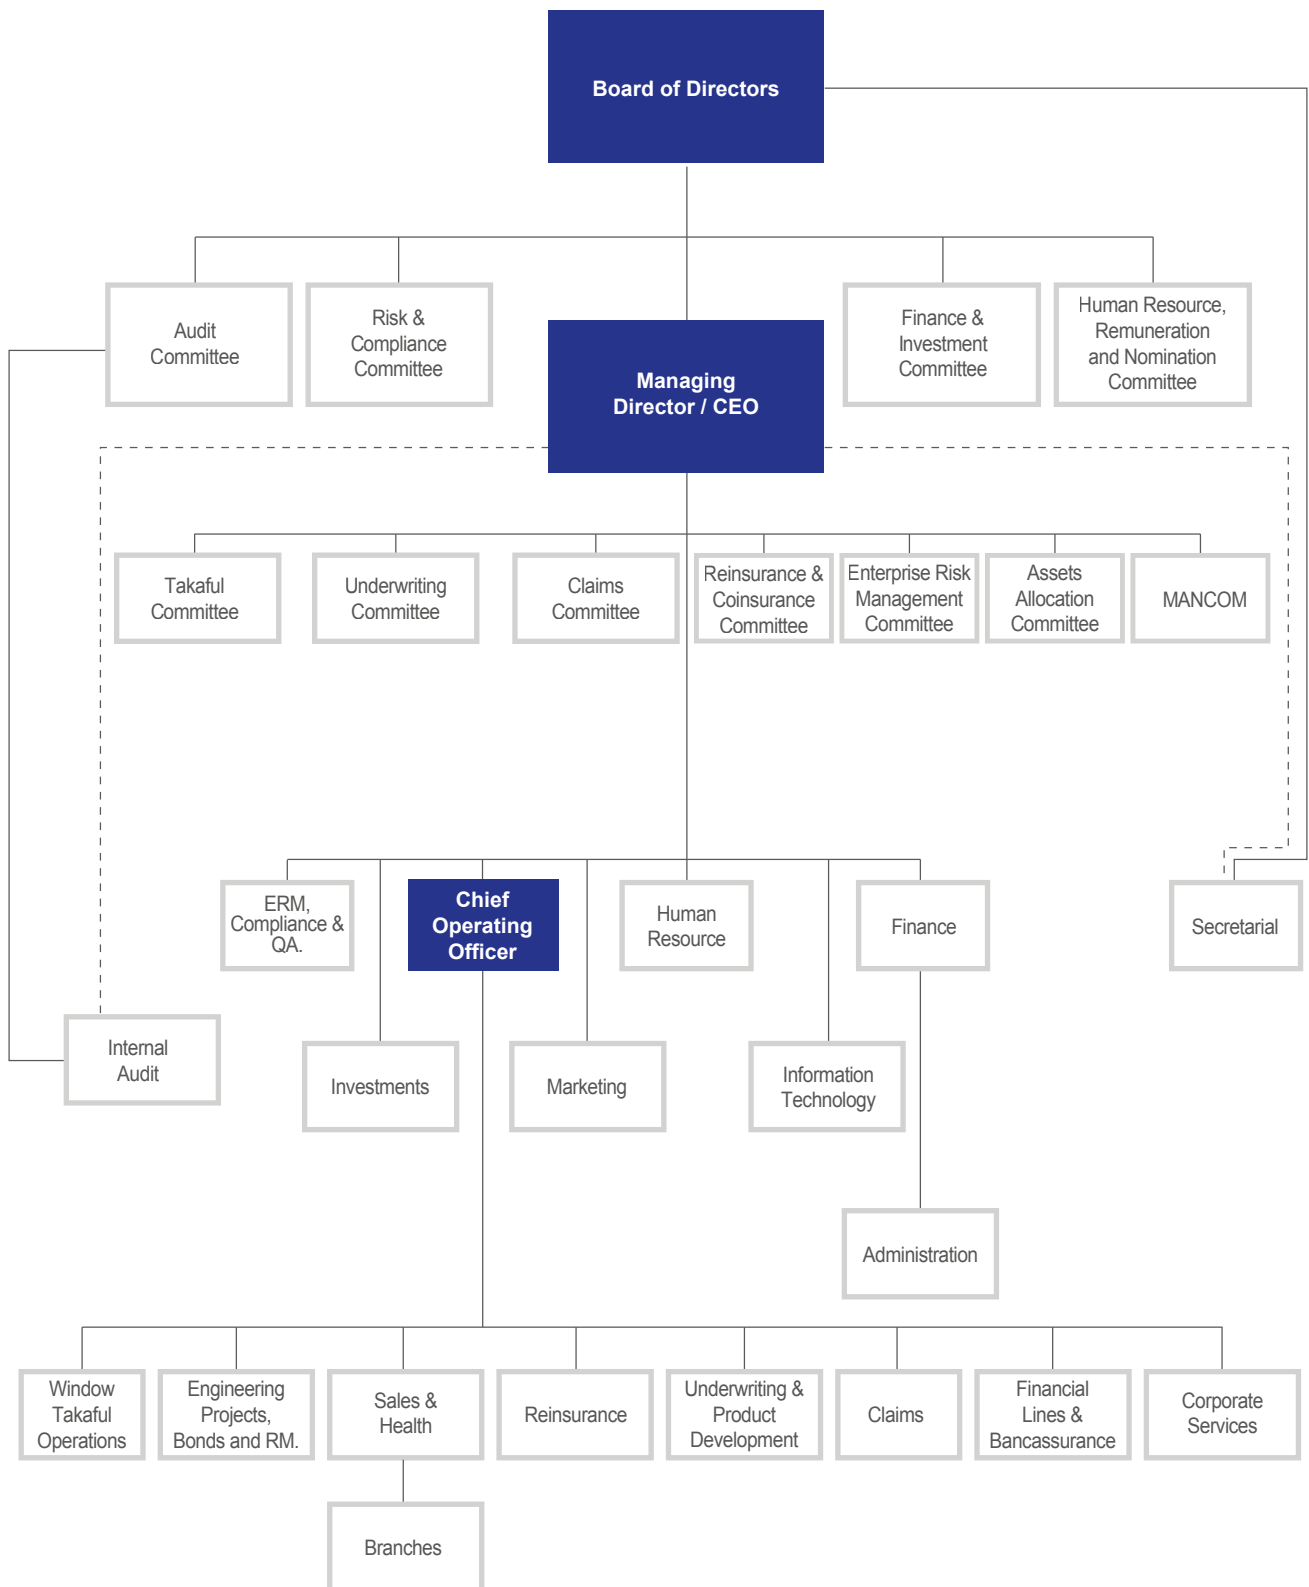 Board of Directors
Audit
Committee
Risk &
Compliance
Committee
Finance &
Investment
Committee
Human Resource,
Remuneration
and Nomination
Committee
Managing
Director / CEO
Takaful
Committee
Underwriting
Committee
Claims
Committee
Reinsurance &
Coinsurance
Committee
Enterprise Risk
Management
Committee
Assets
Allocation
Committee
MANCOM
ERM,
Compliance &
QA.
Chief
Operating
Officer
Human
Resource
Finance
Secretarial
Internal
Audit
Investments
Marketing
Information
Technology
Administration
Window
Takaful
Operations
Engineering
Projects,
Bonds and RM.
Sales &
Health
Reinsurance
Underwriting &
Product
Development
Claims
Financial
Lines &
Bancassurance
Corporate
Services
Branches